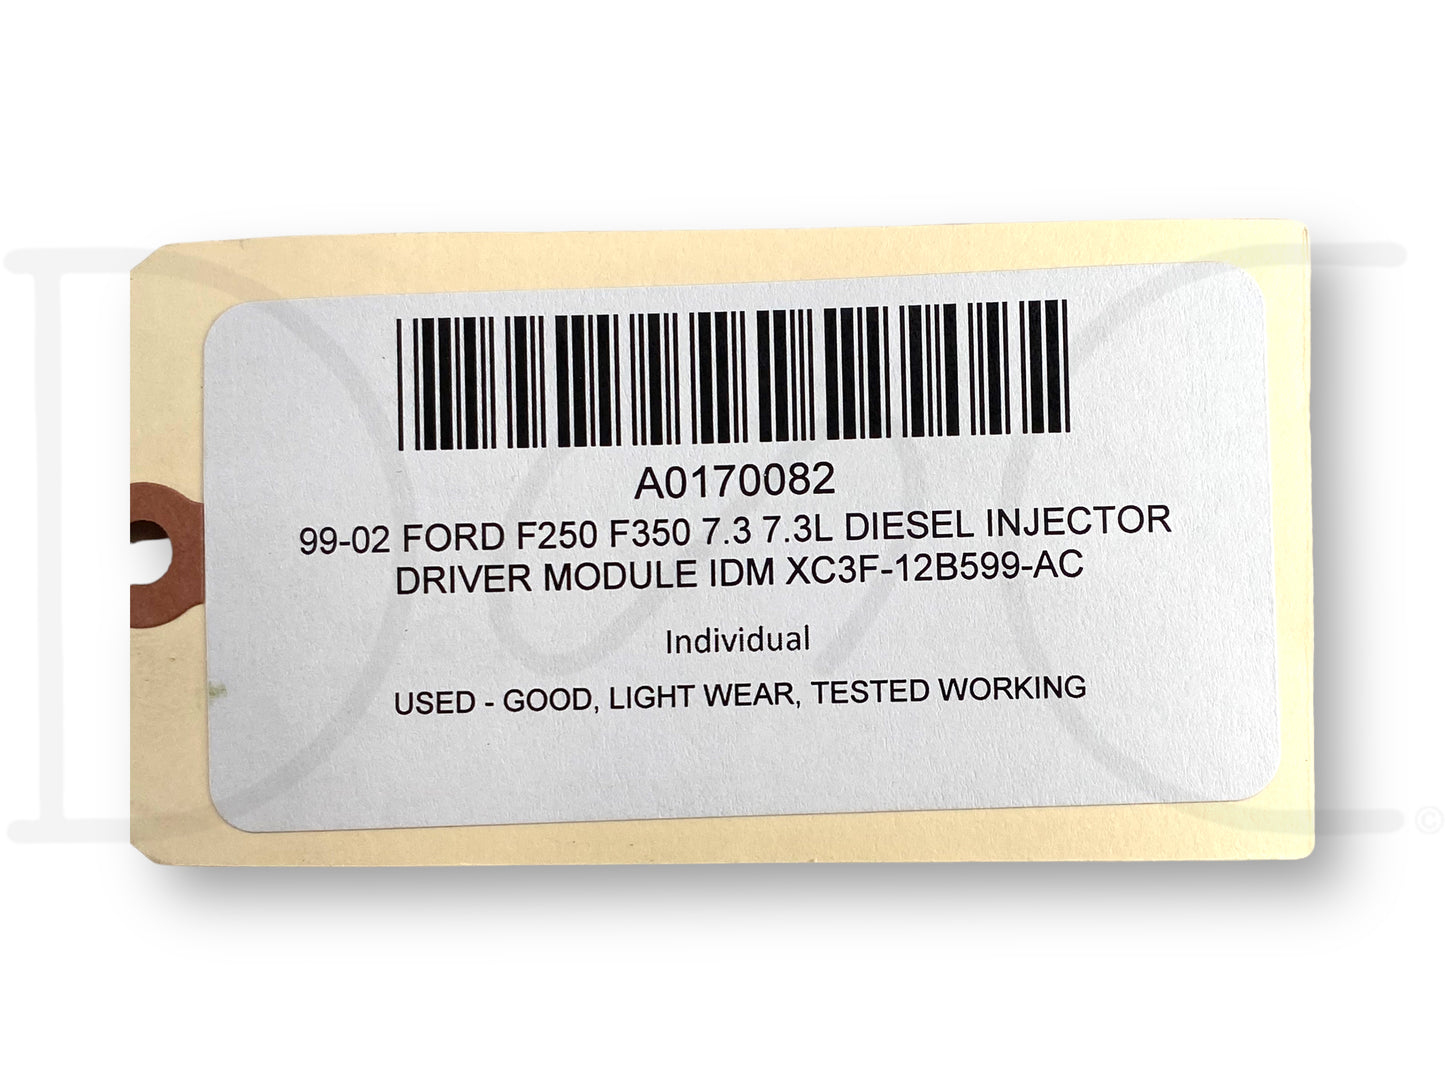 A0170082
99-02 FORD F250 F350 7.3 7.3L DIESEL INJECTOR
DRIVER MODULE IDM XC3F-12B599-AC
Individual
USED - GOOD, LIGHT WEAR, TESTED WORKING
©